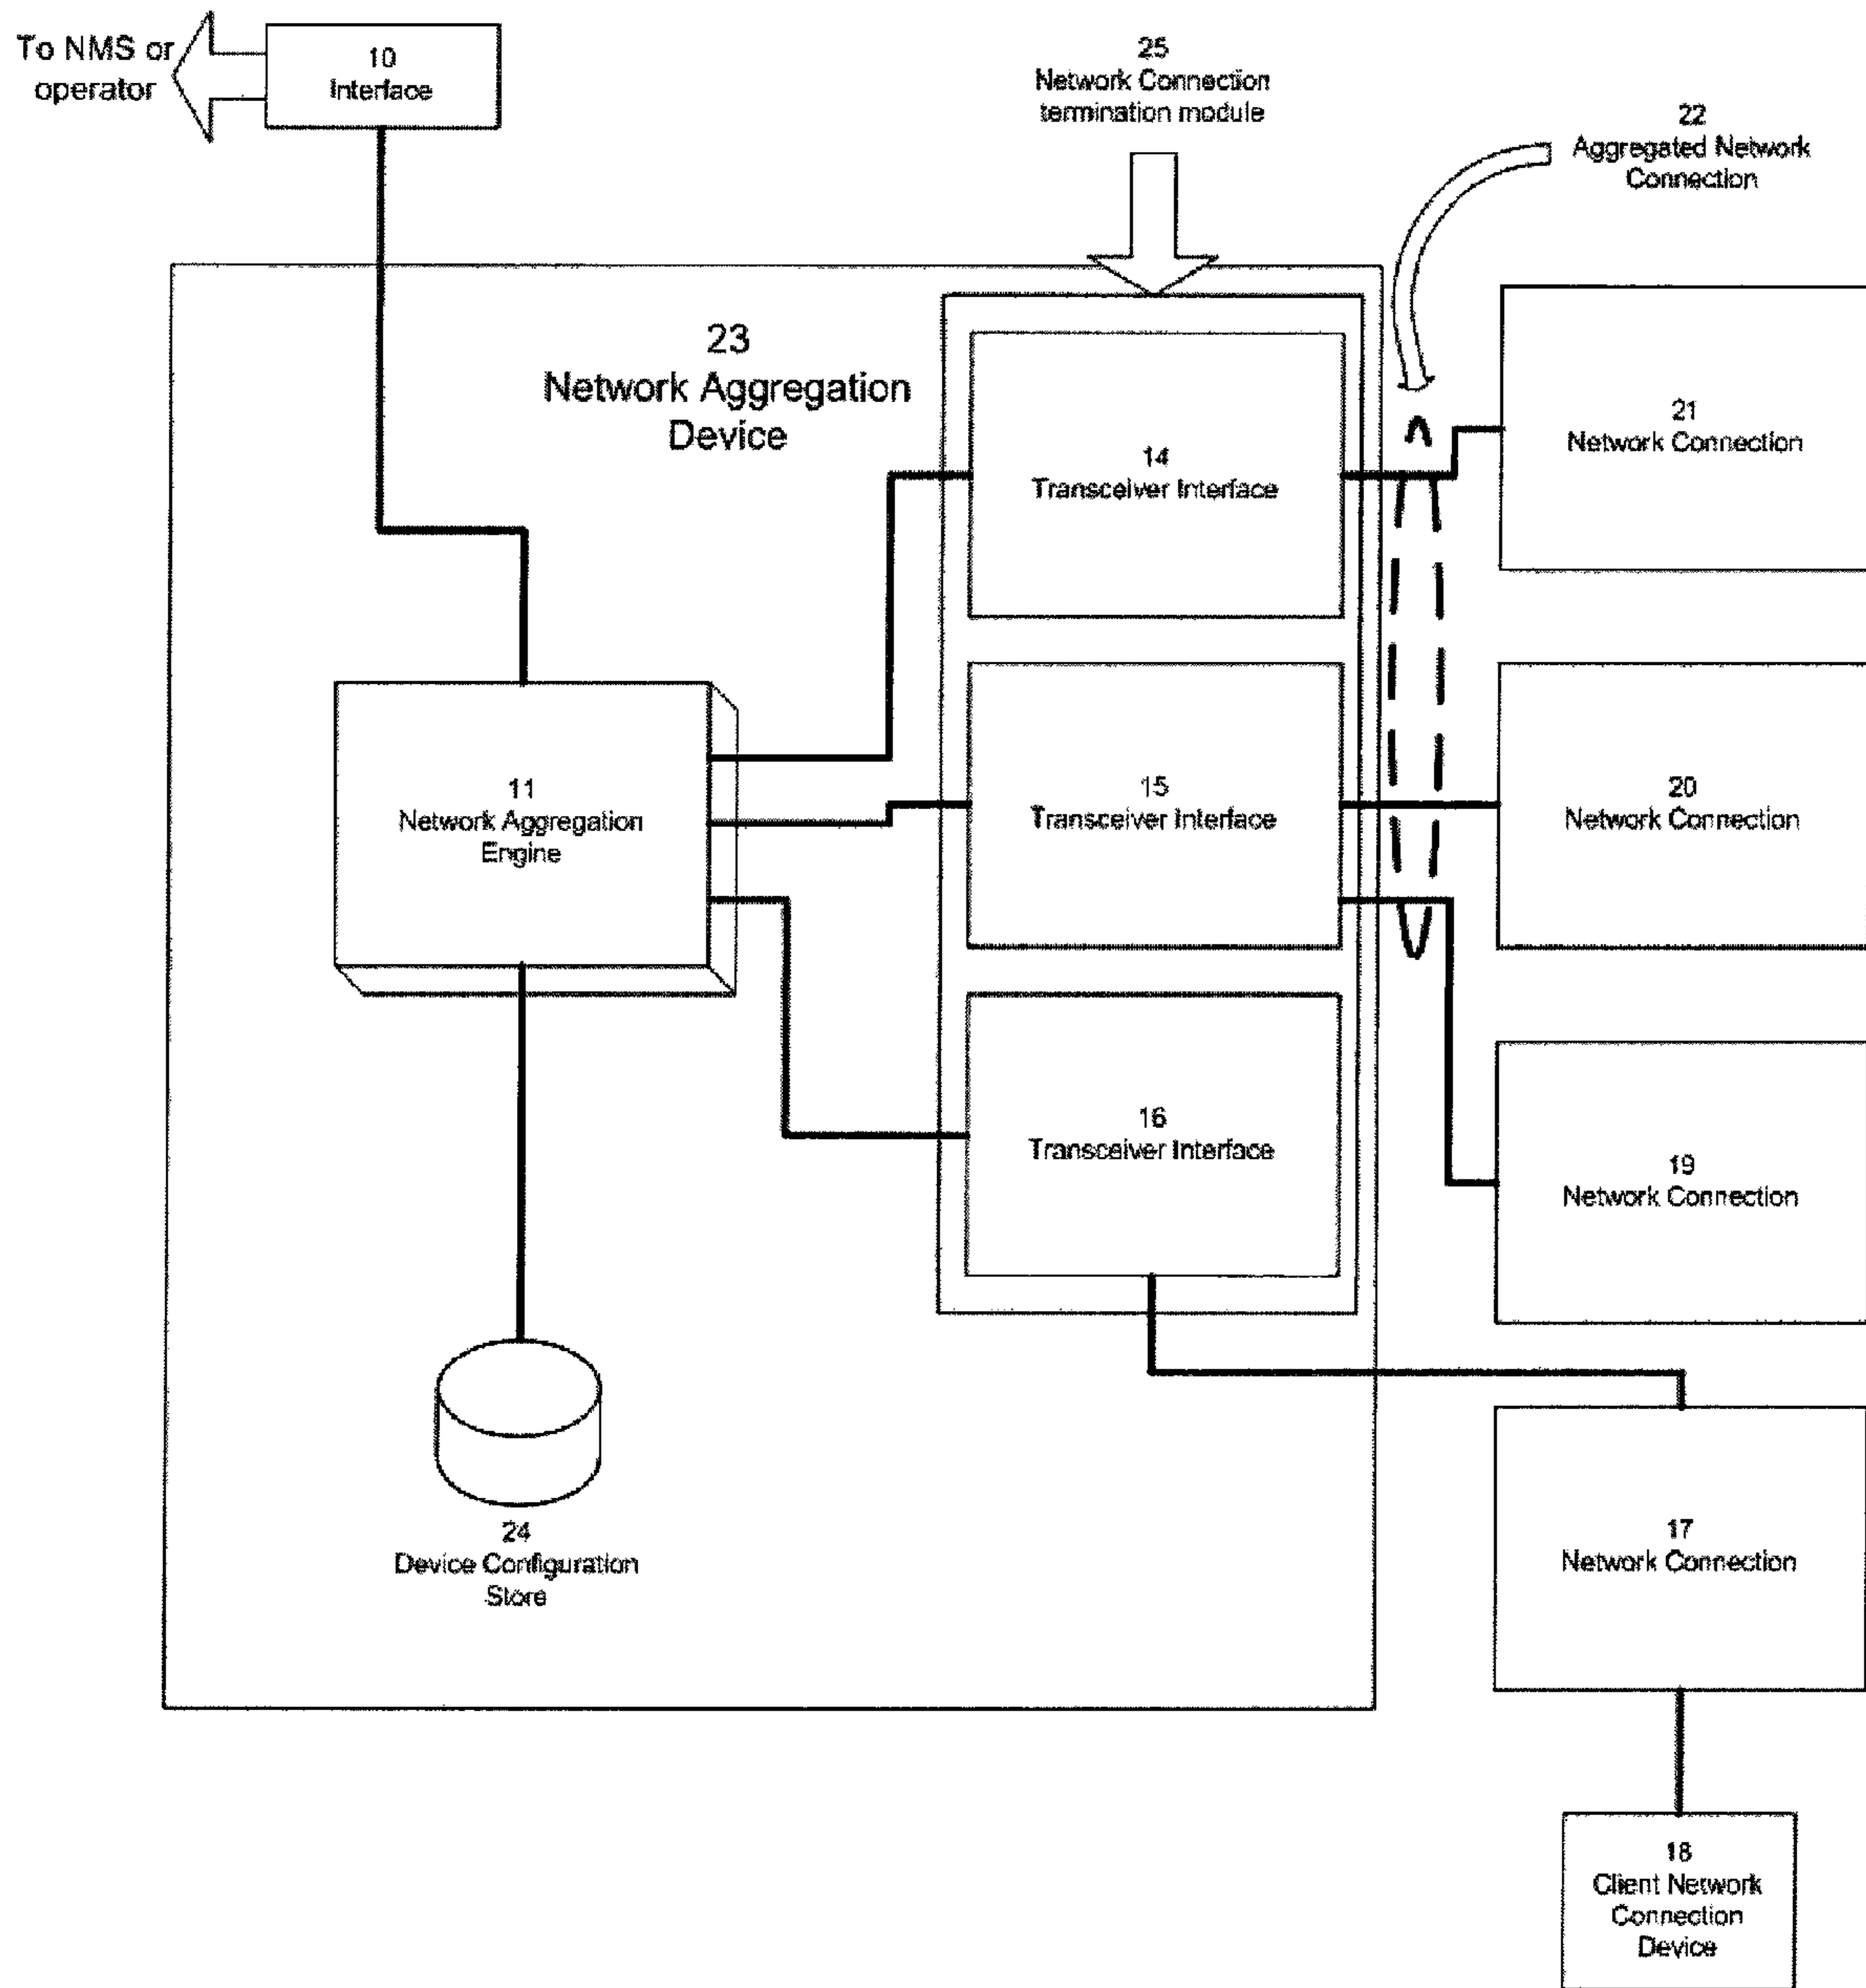 To NMS or
operator
10
Interface
25
Network Connection
termination module
22
Aggregated Network
Connection
23
Network Aggregation
Device
14
Transceiver Interface
21
Network Connection
11
Network Aggregation
Engine
15
Transceiver Interface
20
Network Connection
16
Transceiver Interface
19
Network Connection
24
Device Configuration
Store
17
Network Connection
18
Client Network
Connection
Device